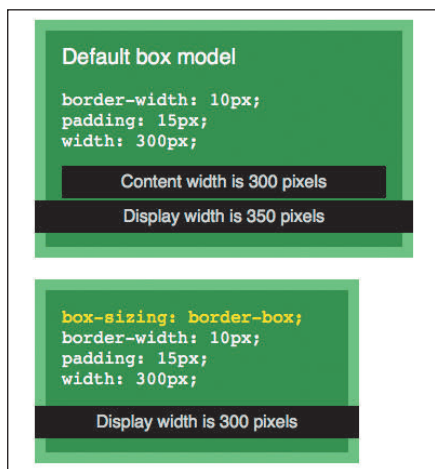 Default box model
border-width: 10px;
padding: 15px;
width: 300px;
Content width is 300 pixels
Display width is 350 pixels
box-sizing: border-box;
border-width: 10px;
padding: 15px;
width: 300px;
Display width is 300 pixels